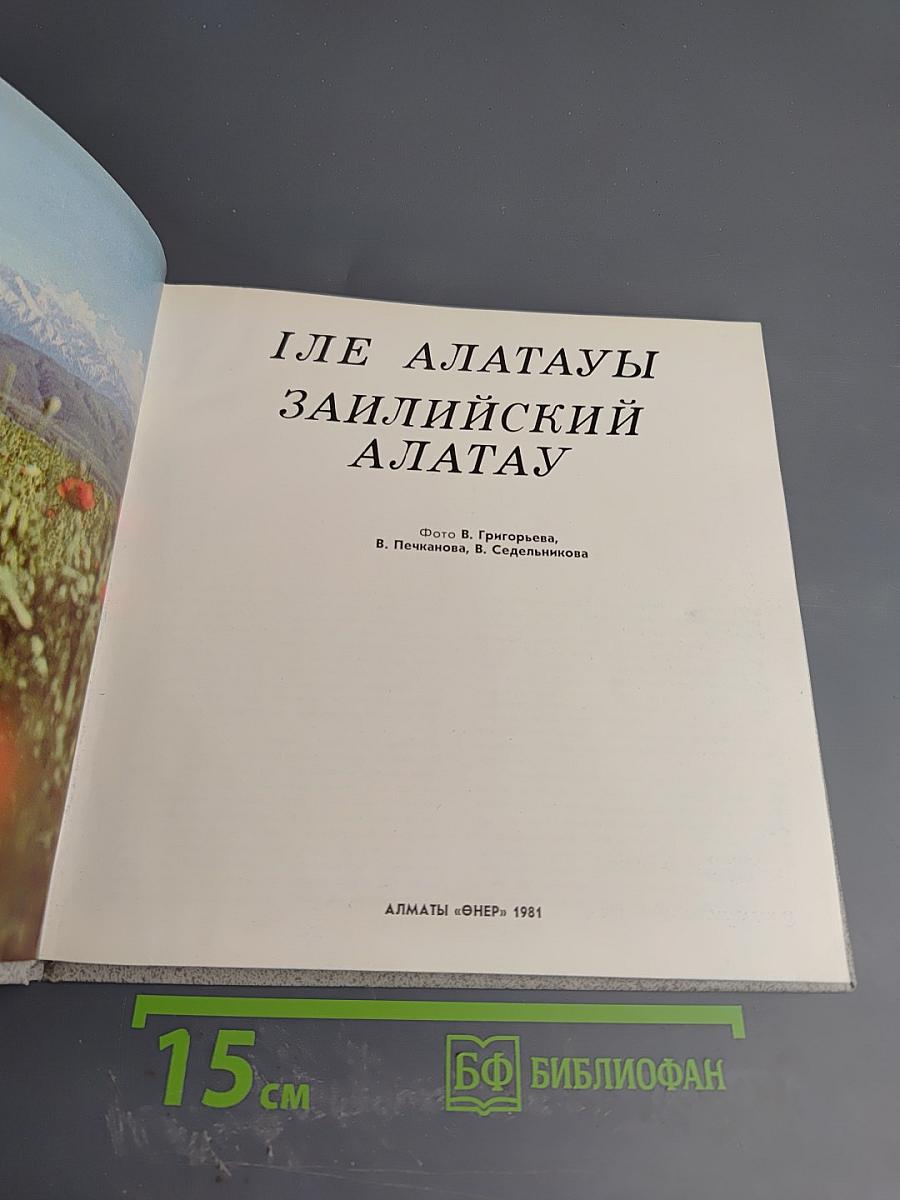 ІЛЕ АЛАТАУЫ
ЗАИЛИЙСКИЙ
АЛАТАУ
Фото В. Григорьева,
В. Печканова, В. Седельникова
АЛМАТЫ «ӨНЕР» 1981
15 см
БФ БИБЛИОФАН